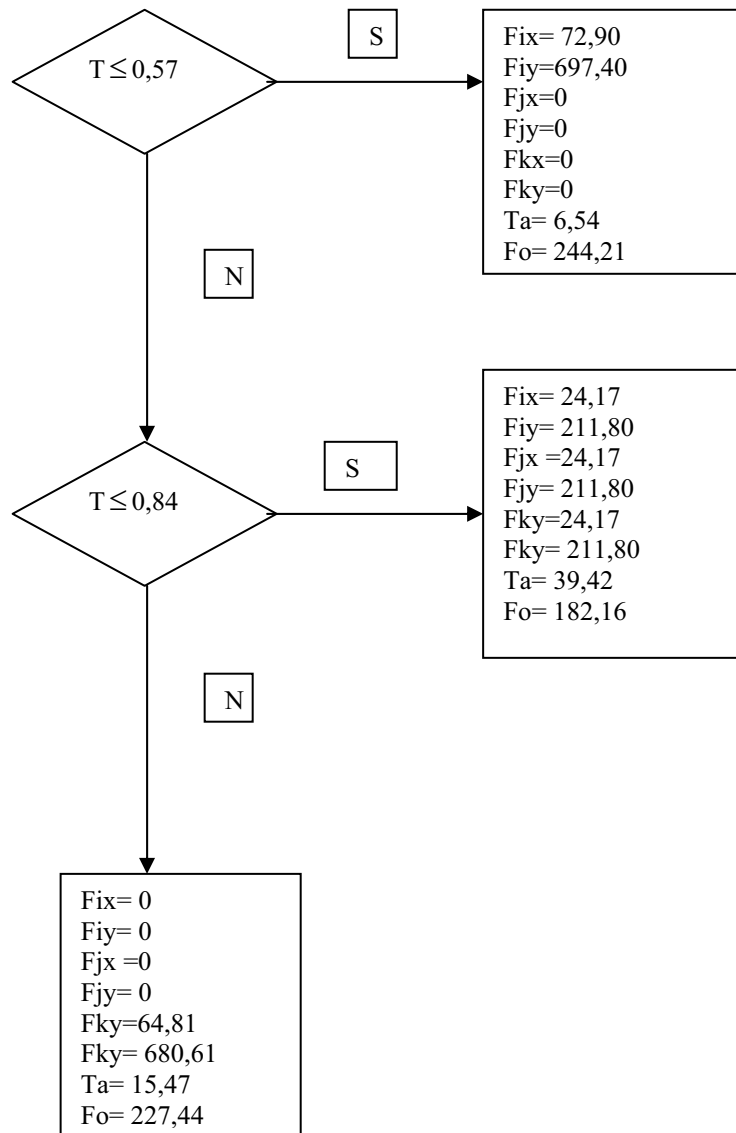 T ≤ 0,57
S
Fix= 72,90
Fiy=697,40
Fjx=0
Fjy=0
Fkx=0
Fky=0
Ta= 6,54
Fo= 244,21
N
T ≤ 0,84
S
Fix= 24,17
Fiy= 211,80
Fjx =24,17
Fjy= 211,80
Fky=24,17
Fky= 211,80
Ta= 39,42
Fo= 182,16
N
Fix= 0
Fiy= 0
Fjx =0
Fjy= 0
Fky=64,81
Fky= 680,61
Ta= 15,47
Fo= 227,44